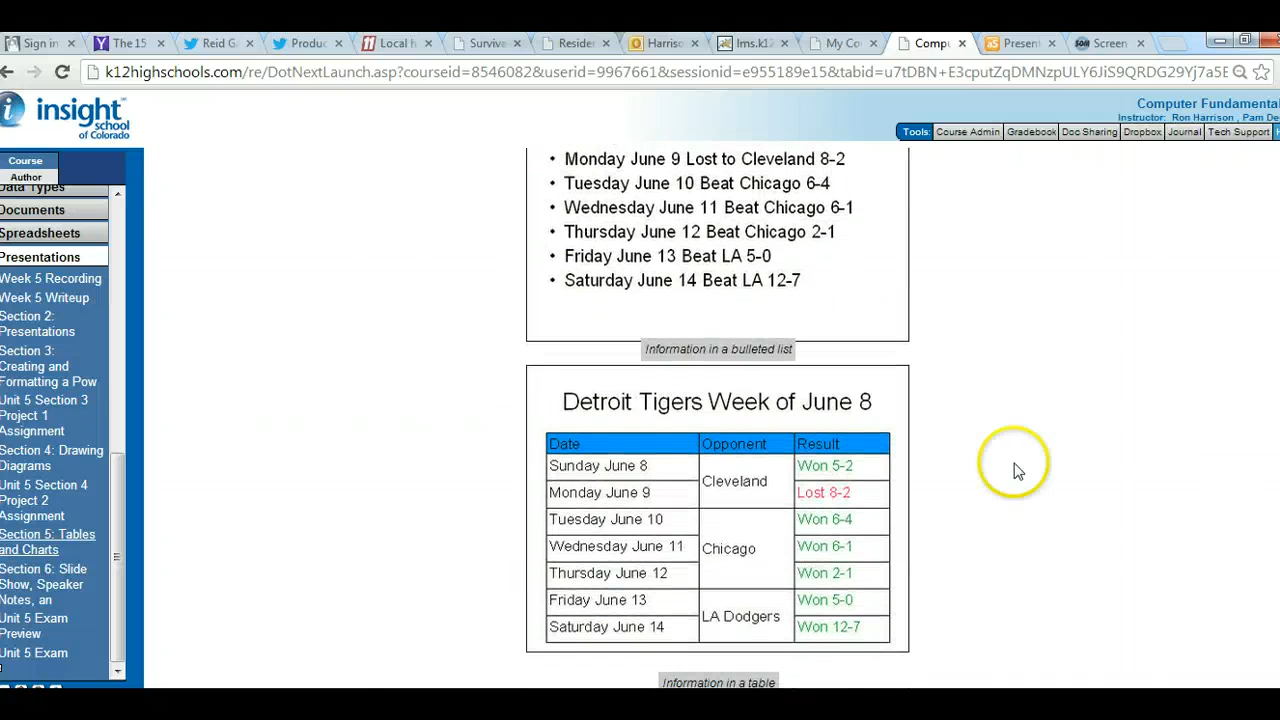 Sign in
The 15
Reid G
Produc
Local h
Surviva
Reside
Harriso
lms.k12
My Co
Compu
Present
Screen
k12highschools.com/re/DotNextLaunch.asp?courseid=8546082&userid=9967661&sessionid=e955189e15&tabid=u7tDBN+E3cputZqDMNzpULY6JiS9QRDG29Yj7a5E
insight
school
of Colorado
Computer Fundamenta
Instructor: Ron Harrison , Pam De
Tools: Course Admin Gradebook Doc Sharing Dropbox Journal Tech Support H
Course
Author
Data Types
Documents
Spreadsheets
Presentations
Week 5 Recording
Week 5 Writeup
Section 2:
Presentations
Section 3:
Creating and
Formatting a Pow
Unit 5 Section 3
Project 1
Assignment
Section 4: Drawing
Diagrams
Unit 5 Section 4
Project 2
Assignment
Section 5: Tables
and Charts
Section 6: Slide
Show, Speaker
Notes, an
Unit 5 Exam
Preview
Unit 5 Exam
• Monday June 9 Lost to Cleveland 8-2
• Tuesday June 10 Beat Chicago 6-4
• Wednesday June 11 Beat Chicago 6-1
• Thursday June 12 Beat Chicago 2-1
• Friday June 13 Beat LA 5-0
• Saturday June 14 Beat LA 12-7
Information in a bulleted list
Detroit Tigers Week of June 8
Date Opponent Result
Sunday June 8 Cleveland Won 5-2
Monday June 9 Lost 8-2
Tuesday June 10 Chicago Won 6-4
Wednesday June 11 Won 6-1
Thursday June 12 Won 2-1
Friday June 13 LA Dodgers Won 5-0
Saturday June 14 Won 12-7
Information in a table